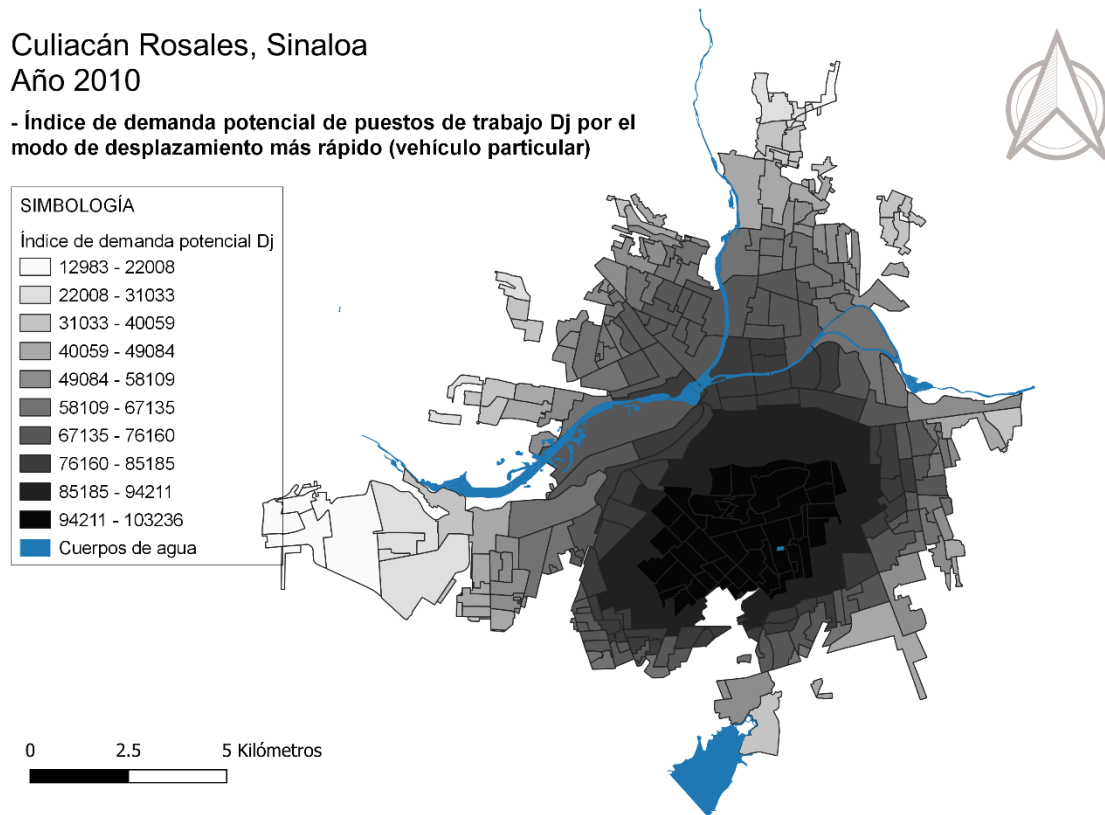 Culiacán Rosales, Sinaloa
Año 2010
- Índice de demanda potencial de puestos de trabajo Dj por el
modo de desplazamiento más rápido (vehículo particular)
SIMBOLOGÍA
Índice de demanda potencial Dj
12983 - 22008
22008 - 31033
31033 - 40059
40059 - 49084
49084 - 58109
58109 - 67135
67135 - 76160
76160 - 85185
85185 - 94211
94211 - 103236
Cuerpos de agua
0 2.5 5 Kilómetros